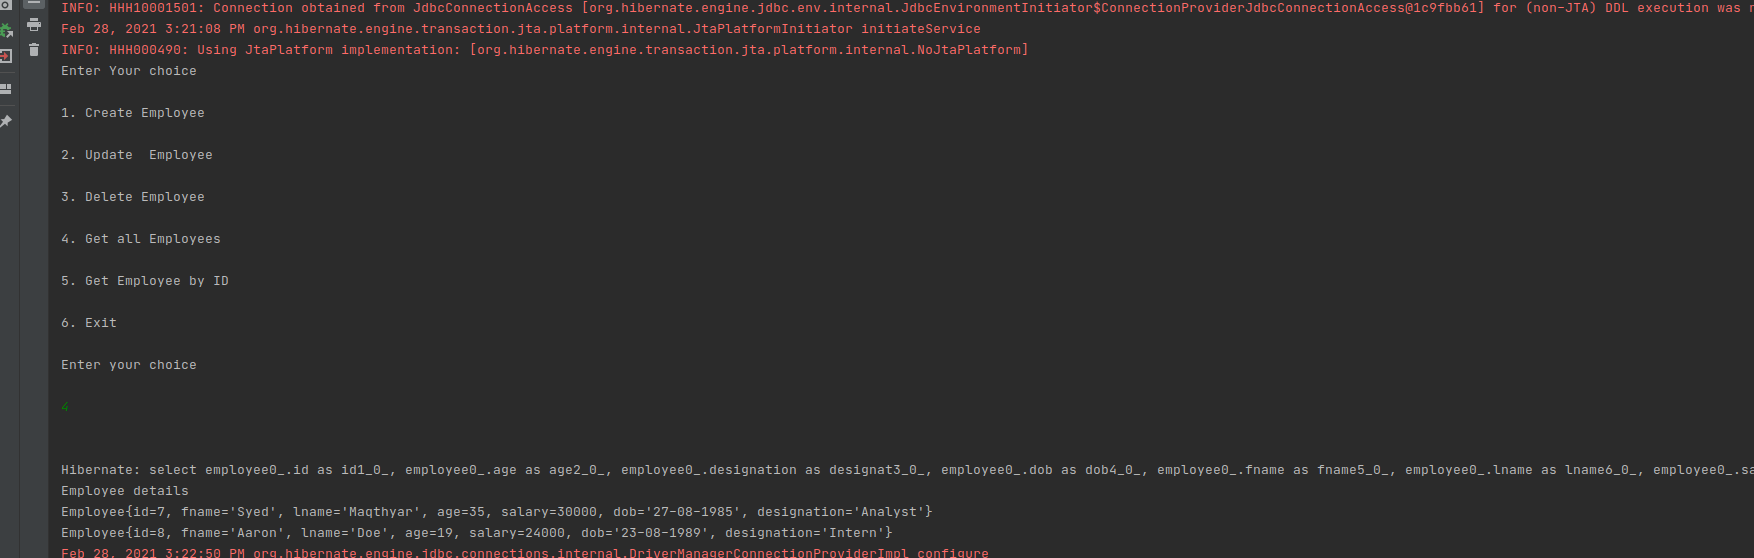 INFO: HHH10001501: Connection obtained from JdbcConnectionAccess [org.hibernate.engine.jdbc.env.internal.JdbcEnvironmentInitiator$ConnectionProviderJdbcConnectionAccess@1c9fbb61] for (non-JTA) DDL execution was
Feb 28, 2021 3:21:08 PM org.hibernate.engine.transaction.jta.platform.internal.JtaPlatformInitiator initiateService
INFO: HHH000490: Using JtaPlatform implementation: [org.hibernate.engine.transaction.jta.platform.internal.NoJtaPlatform]
Enter Your choice
1. Create Employee
2. Update  Employee
3. Delete Employee
4. Get all Employees
5. Get Employee by ID
6. Exit
Enter your choice
4
Hibernate: select employee0_.id as id1_0_, employee0_.age as age2_0_, employee0_.designation as designat3_0_, employee0_.dob as dob4_0_, employee0_.fname as fname5_0_, employee0_.lname as lname6_0_, employee0_.sa
Employee details
Employee{id=7, fname='Syed', lname='Maqthyar', age=35, salary=30000, dob='27-08-1985', designation='Analyst'}
Employee{id=8, fname='Aaron', lname='Doe', age=19, salary=24000, dob='23-08-1989', designation='Intern'}
Feb 28, 2021 3:22:50 PM org.hibernate.engine.jdbc.connections.internal.DriverManagerConnectionProviderImpl configure